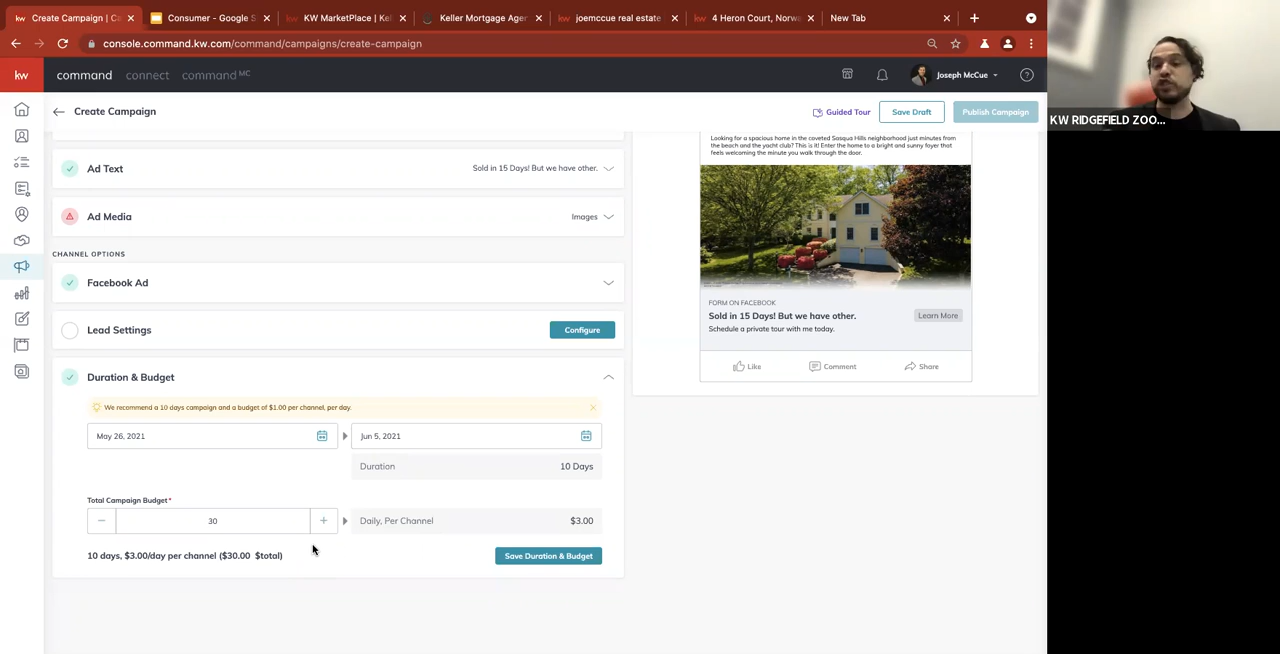 Create Campaign | Ca
Consumer - Google S
KW MarketPlace | Kel
Keller Mortgage Agen
joemccue real estate
4 Heron Court, Norwa
New Tab
console.command.kw.com/command/campaigns/create-campaign
kw command connect command MC
Joseph McCue
Create Campaign
Guided Tour
Save Draft
Publish Campaign
KW RIDGEFIELD ZOO...
Ad Text
Sold in 15 Days! But we have other.
Ad Media
Images
CHANNEL OPTIONS
Facebook Ad
Lead Settings
Configure
Duration & Budget
We recommend a 10 days campaign and a budget of $1.00 per channel, per day.
May 26, 2021
Jun 5, 2021
Duration 10 Days
Total Campaign Budget*
30
Daily, Per Channel $3.00
10 days, $3.00/day per channel ($30.00 $total)
Save Duration & Budget
Looking for a spacious home in the coveted Sasqua Hills neighborhood just minutes from
the beach and the yacht club? This is it! Enter the home to a bright and sunny foyer that
feels welcoming the minute you walk through the door.
FORM ON FACEBOOK
Sold in 15 Days! But we have other.
Learn More
Schedule a private tour with me today.
Like Comment Share